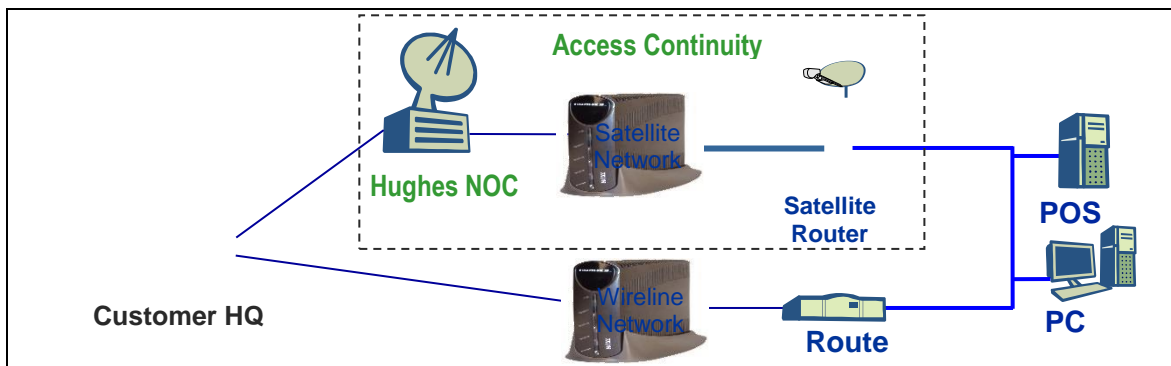 Access Continuity
Satellite
Network
Hughes NOC
Satellite
Router
POS
Wireline
Network
Customer HQ
Route
PC